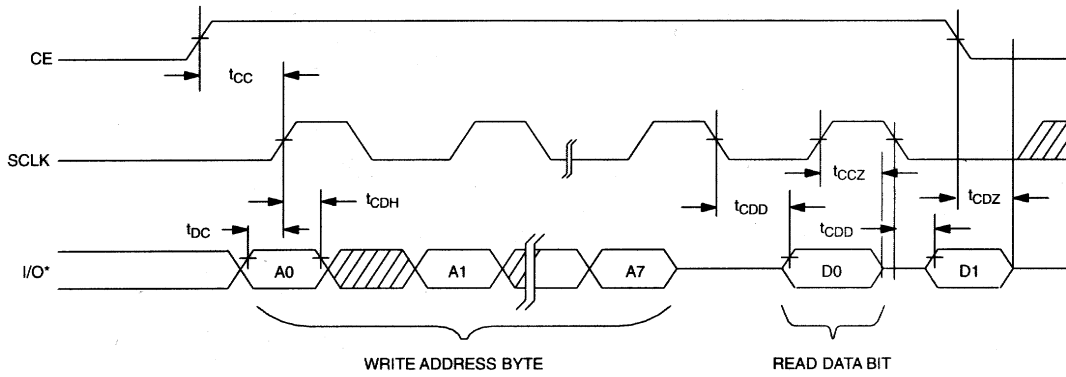 CE
tCC
SCLK
tCCZ
tCDZ
tCDH
tCDD
tDC
tCDD
I/O*
A0
A1
A7
D0
D1
WRITE ADDRESS BYTE
READ DATA BIT